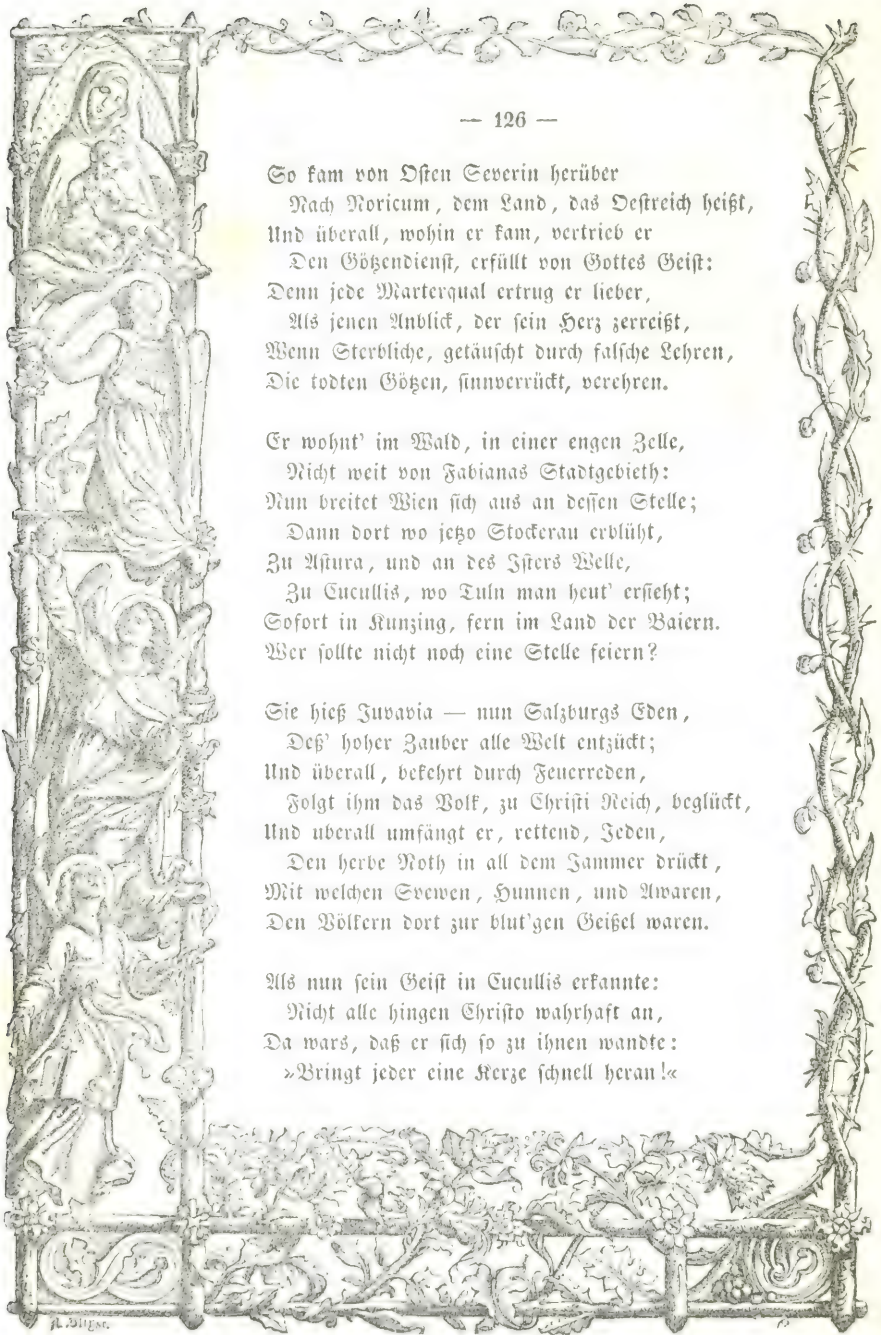 — 126 —
So kam von Osten Severin herüber
Nach Noricum, dem Land, das Oestreich heißt,
Und überall, wohin er kam, vertrieb er
Den Götzendienst, erfüllt von Gottes Geist:
Denn jede Marterqual ertrug er lieber,
Als jenen Anblick, der sein Herz zerreißt,
Wenn Sterbliche, getäuscht durch falsche Lehren,
Die todten Götzen, sinnverrückt, verehren.
Er wohnt' im Wald, in einer engen Zelle,
Nicht weit von Fabianas Stadtgebieth:
Nun breitet Wien sich aus an dessen Stelle;
Dann dort wo jetzo Stockerau erblüht,
Zu Astura, und an des Isters Welle,
Zu Cucullis, wo Tuln man heut' ersieht;
Sofort in Kunzing, fern im Land der Baiern.
Wer sollte nicht noch eine Stelle feiern?
Sie hieß Juvavia — nun Salzburgs Eden,
Deß' hoher Zauber alle Welt entzückt;
Und überall, bekehrt durch Feuerreden,
Folgt ihm das Volk, zu Christi Reich, beglückt,
Und uberall umfängt er, rettend, Jeden,
Den herbe Noth in all dem Jammer drückt,
Mit welchen Svewen, Hunnen, und Awaren,
Den Völkern dort zur blut'gen Geißel waren.
Als nun sein Geist in Cucullis erkannte:
Nicht alle hingen Christo wahrhaft an,
Da wars, daß er sich so zu ihnen wandte:
»Bringt jeder eine Kerze schnell heran!«